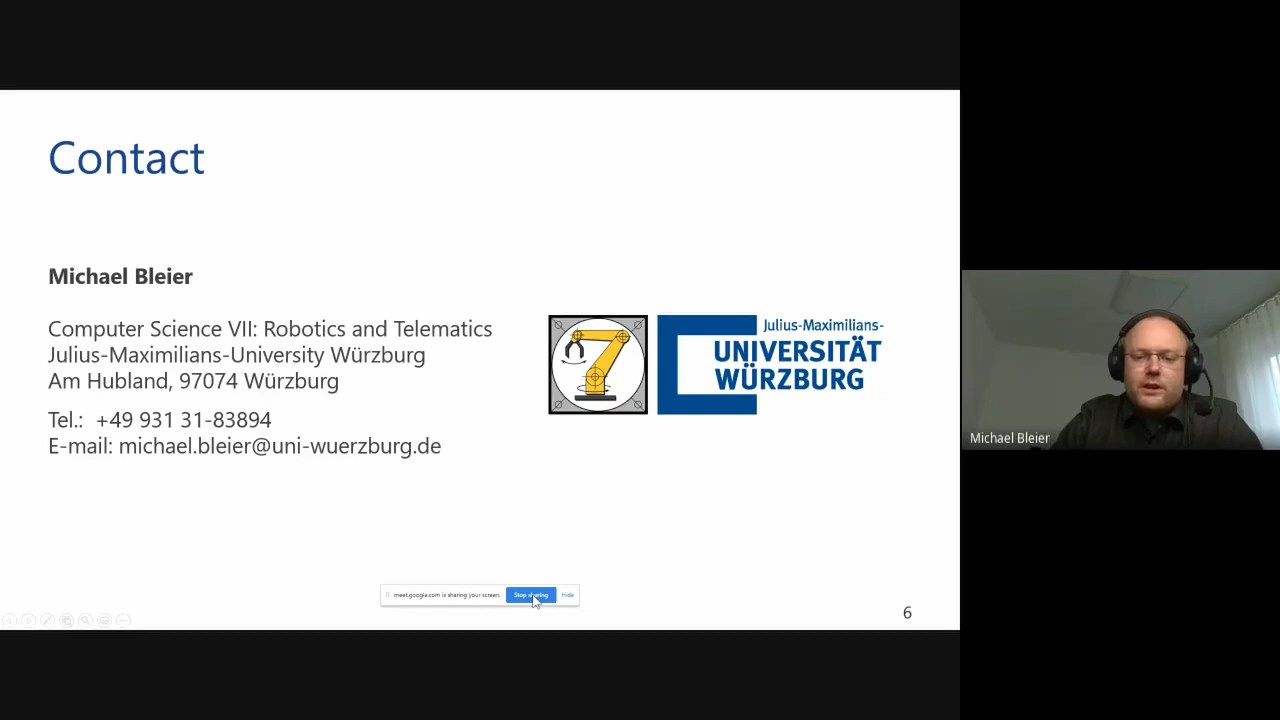 Contact
Michael Bleier
Computer Science VII: Robotics and Telematics
Julius-Maximilians-University Würzburg
Am Hubland, 97074 Würzburg
Tel.: +49 931 31-83894
E-mail: michael.bleier@uni-wuerzburg.de
Julius-Maximilians-
UNIVERSITÄT
WÜRZBURG
Michael Bleier
meet.google.com is sharing your screen.
Stop sharing
Hide
6